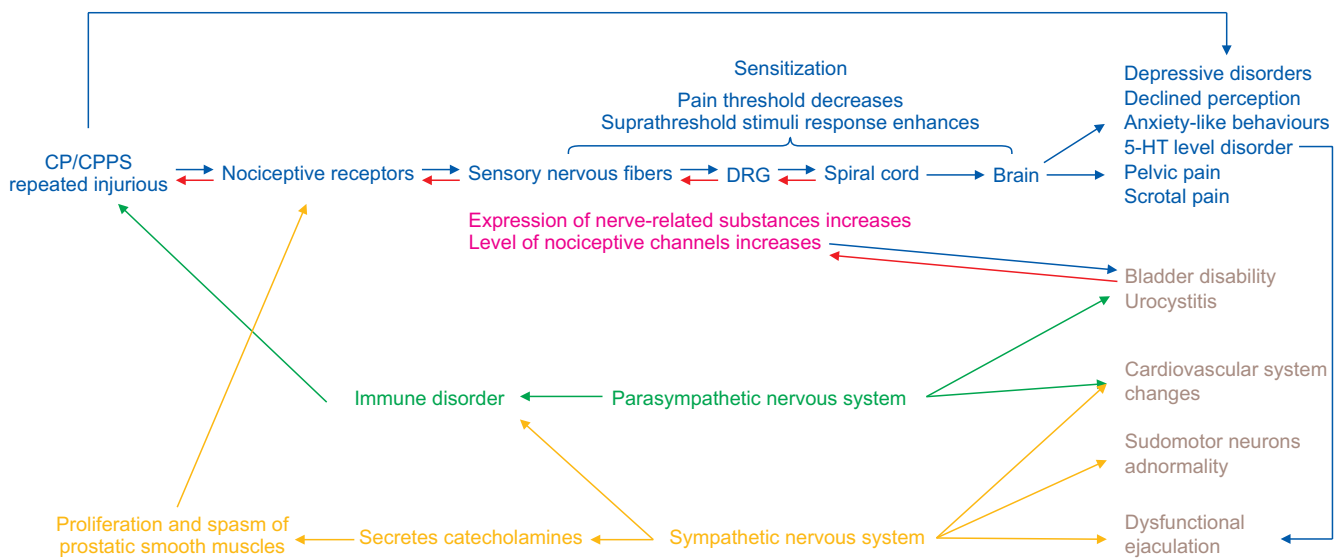 Sensitization
Pain threshold decreases
Suprathreshold stimuli response enhances
Depressive disorders
Declined perception
Anxiety-like behaviours
5-HT level disorder
Pelvic pain
Scrotal pain
CP/CPPS
repeated injurious
Nociceptive receptors
Sensory nervous fibers
DRG
Spiral cord
Brain
Expression of nerve-related substances increases
Level of nociceptive channels increases
Bladder disability
Urocystitis
Immune disorder
Parasympathetic nervous system
Cardiovascular system
changes
Sudomotor neurons
adnormality
Proliferation and spasm of
prostatic smooth muscles
Secretes catecholamines
Sympathetic nervous system
Dysfunctional
ejaculation